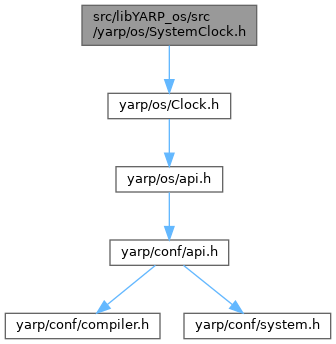 src/libYARP_os/src
/yarp/os/SystemClock.h
yarp/os/Clock.h
yarp/os/api.h
yarp/conf/api.h
yarp/conf/compiler.h
yarp/conf/system.h